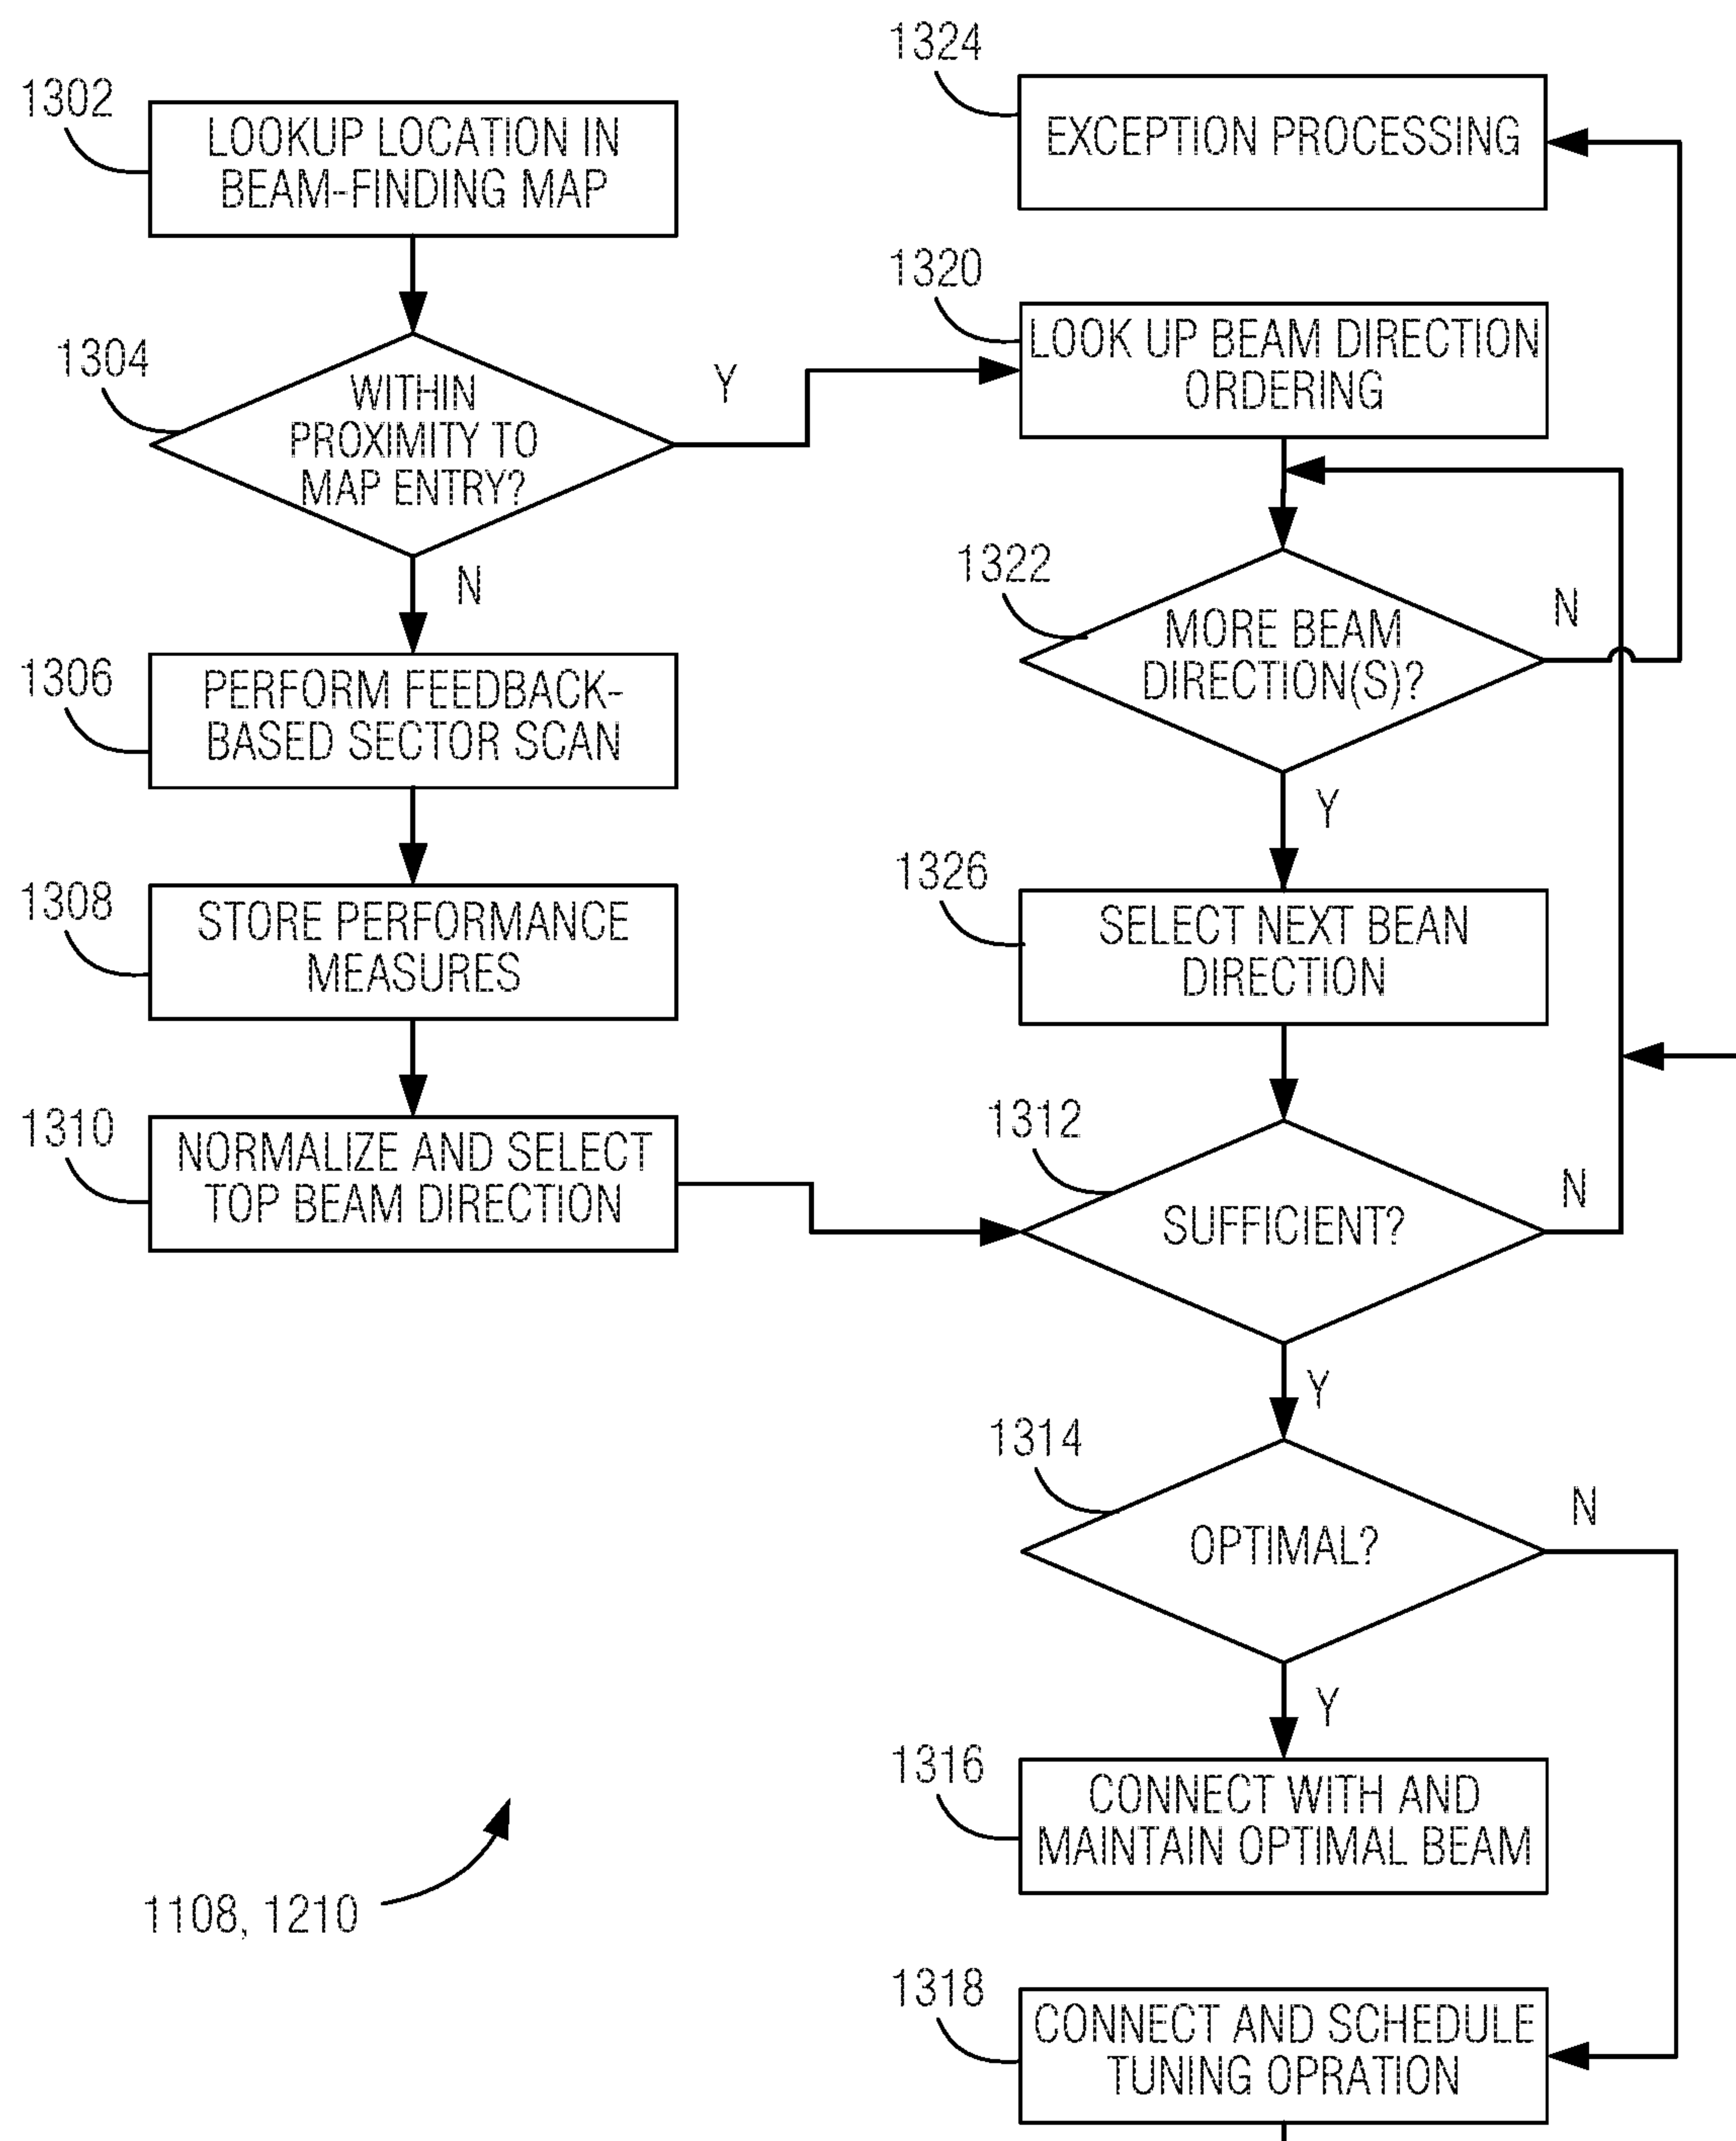 1302
LOOKUP LOCATION IN
BEAM-FINDING MAP
1304
WITHIN
PROXIMITY TO
MAP ENTRY?
Y
N
1306
PERFORM FEEDBACK-
BASED SECTOR SCAN
1308
STORE PERFORMANCE
MEASURES
1310
NORMALIZE AND SELECT
TOP BEAM DIRECTION
1324
EXCEPTION PROCESSING
1320
LOOK UP BEAM DIRECTION
ORDERING
1322
MORE BEAM
DIRECTION(S)?
N
Y
1326
SELECT NEXT BEAN
DIRECTION
1312
SUFFICIENT?
N
Y
1314
OPTIMAL?
N
Y
1316
CONNECT WITH AND
MAINTAIN OPTIMAL BEAM
1318
CONNECT AND SCHEDULE
TUNING OPRATION
1108, 1210